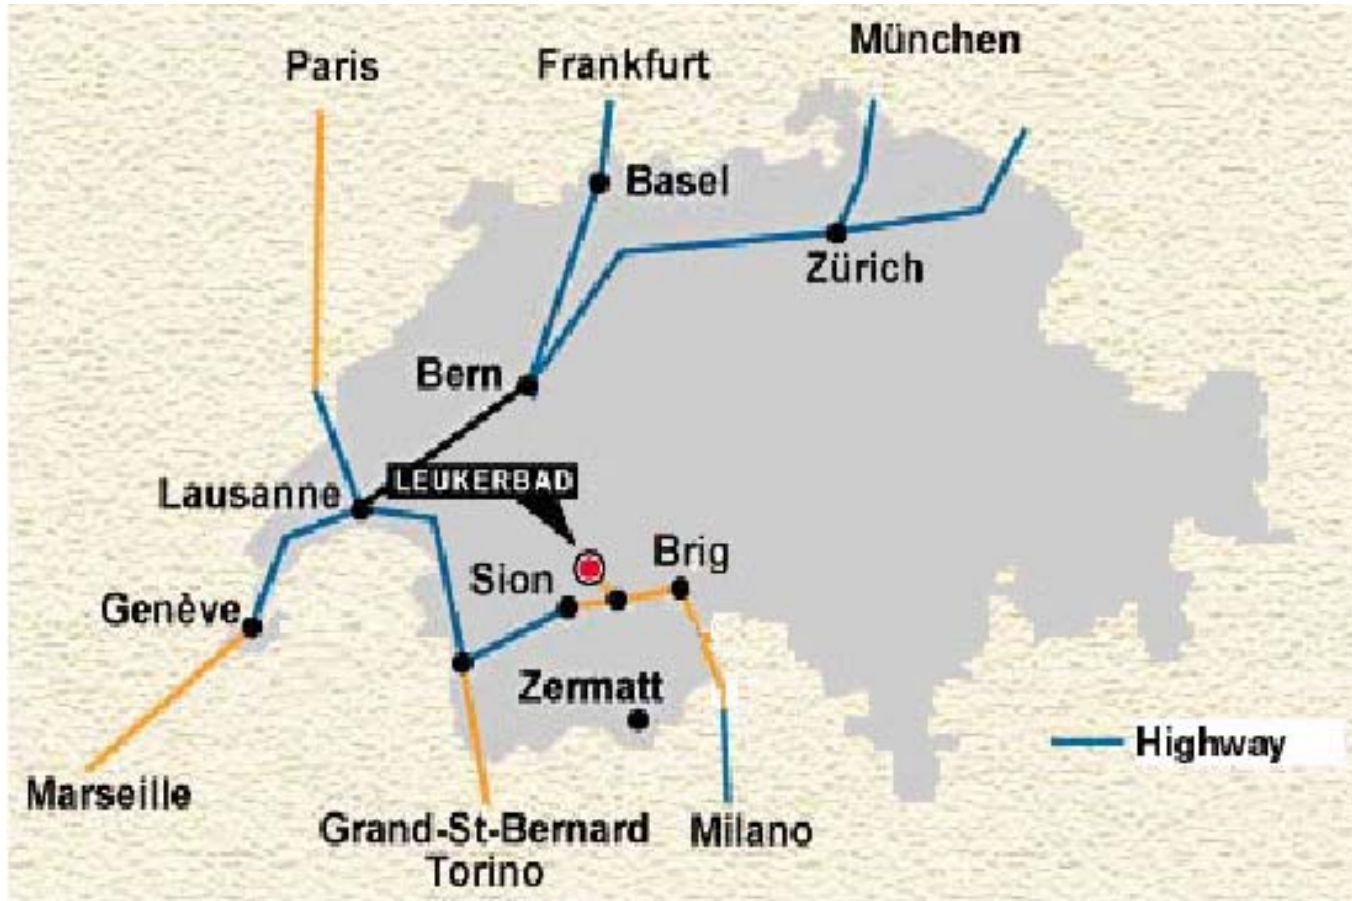 München
Paris
Frankfurt
Basel
Zürich
Bern
LEUKERBAD
Lausanne
Brig
Sion
Genève
Zermatt
Highway
Marseille
Grand-St-Bernard
Torino
Milano